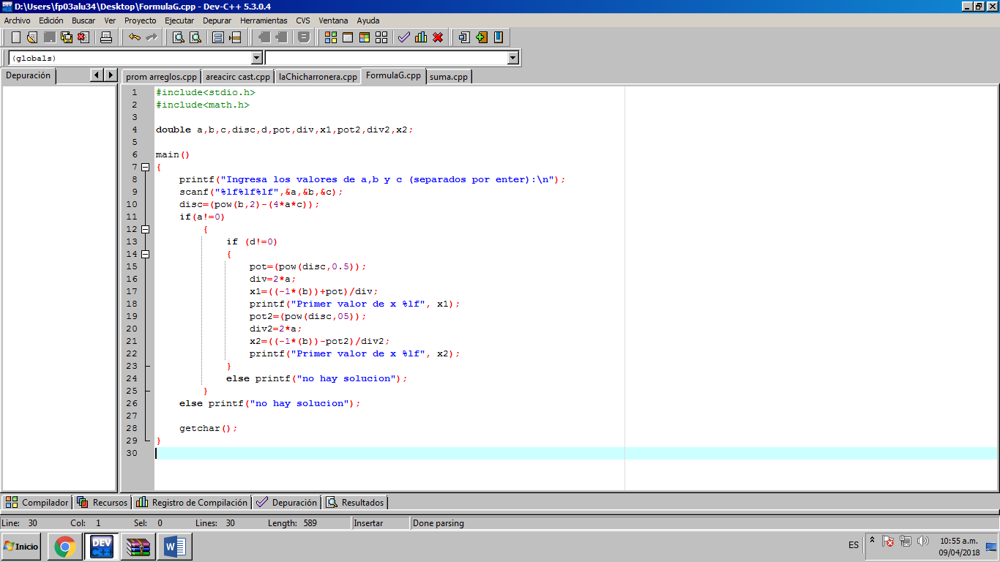 D:\Users\fp03alu34\Desktop\FormulaG.cpp - Dev-C++ 5.3.0.4
Archivo Edición Buscar Ver Proyecto Ejecutar Depurar Herramientas CVS Ventana Ayuda
(globals)
Depuración
prom arreglos.cpp areacirc cast.cpp laChicharronera.cpp FormulaG.cpp suma.cpp
1 #include<stdio.h>
2 #include<math.h>
3
4 double a,b,c,disc,d,pot,div,x1,pot2,div2,x2;
5
6 main()
7 {
8 printf("Ingresa los valores de a,b y c (separados por enter):\n");
9 scanf("%lf%lf%lf",&a,&b,&c);
10 disc=(pow(b,2)-(4*a*c));
11 if(a!=0)
12 {
13 if (d!=0)
14 {
15 pot=(pow(disc,0.5));
16 div=2*a;
17 x1=((-1*(b))+pot)/div;
18 printf("Primer valor de x %lf", x1);
19 pot2=(pow(disc,05));
20 div2=2*a;
21 x2=((-1*(b))-pot2)/div2;
22 printf("Primer valor de x %lf", x2);
23 }
24 else printf("no hay solucion");
25 }
26 else printf("no hay solucion");
27
28 getchar();
29 }
30
Compilador Recursos Registro de Compilación Depuración Resultados
Line: 30 Col: 1 Sel: 0 Lines: 30 Length: 589 Insertar Done parsing
Inicio DEV C++ W ES 10:55 a.m.
09/04/2018